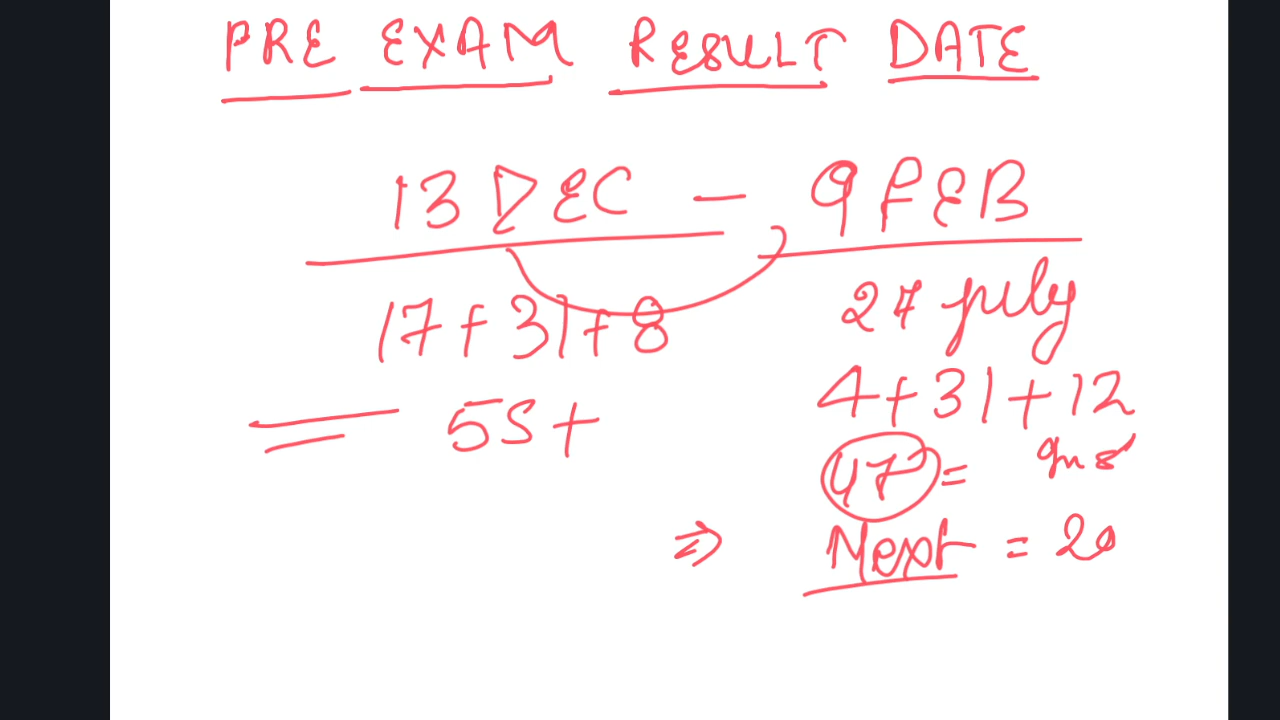 PRE EXAM RESULT DATE
13 DEC - 9 FEB
17 + 31 + 8
55 +
27 july
4 + 31 + 12
47 =
⇒ Next = 20